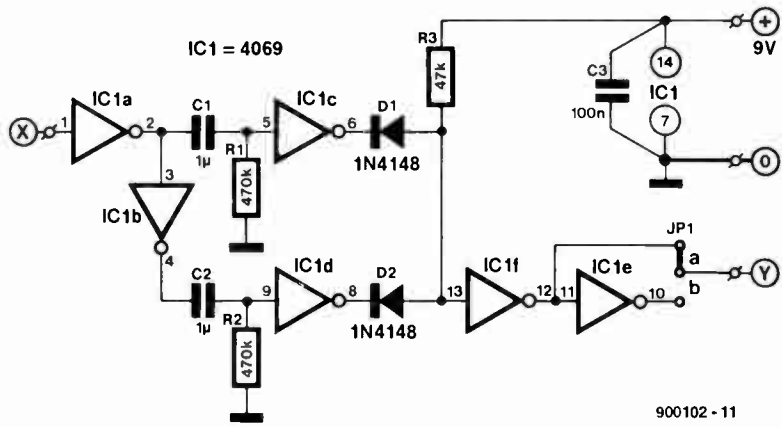 IC1 = 4069
R3
47k
+
9V
14
C3
100n
IC1
7
0
X
1
IC1a
2
C1
1µ
5
R1
470k
IC1c
6
D1
1N4148
3
IC1b
4
C2
1µ
9
R2
470k
IC1d
8
D2
1N4148
13
IC1f
12
11
IC1e
10
JP1
a
b
Y
900102 - 11